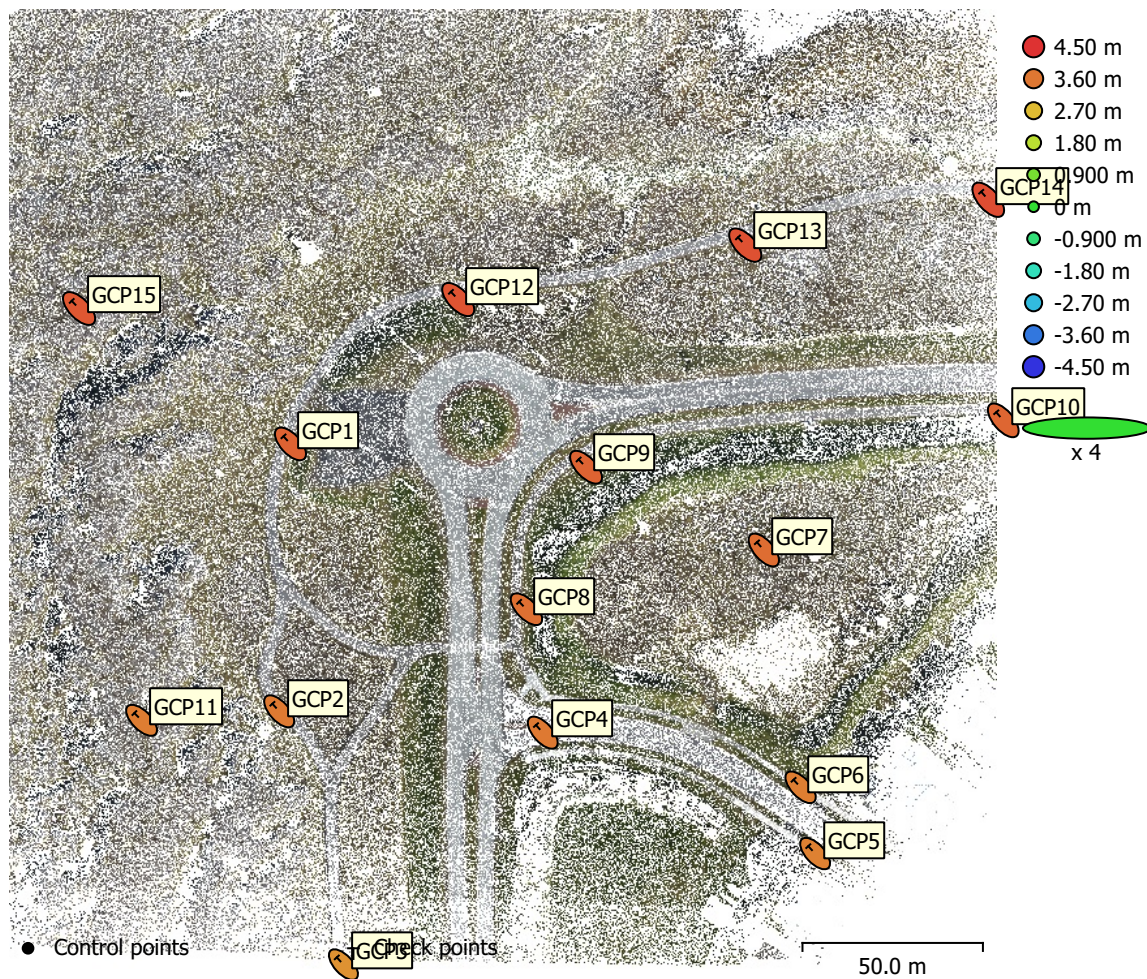 4.50 m
3.60 m
2.70 m
1.80 m
0.900 m
GCP14
0 m
GCP13
-0.900 m
-1.80 m
GCP12
GCP15
-2.70 m
-3.60 m
-4.50 m
GCP10
GCP1
x 4
GCP9
GCP7
GCP8
GCP2
GCP11
GCP4
GCP6
GCP5
Control points
Check points
GCP3
50.0 m